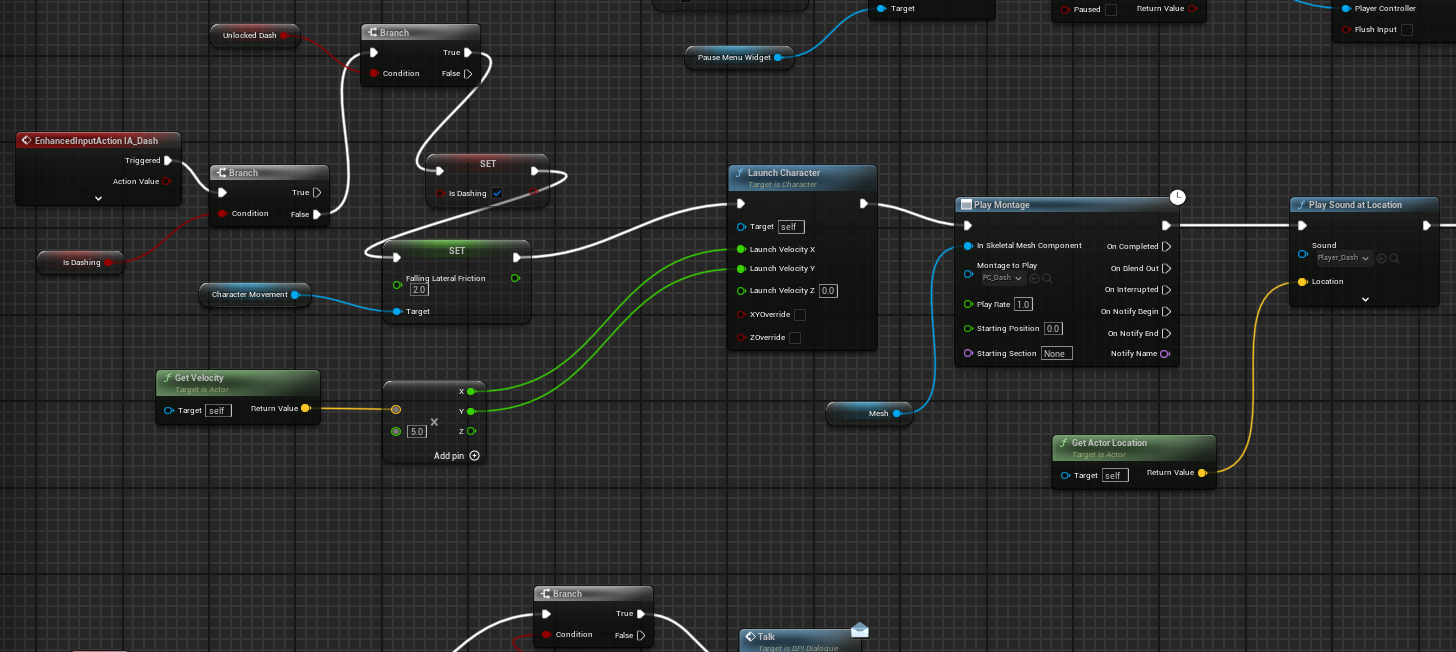 Target
Paused
Return Value
Player Controller
Flush Input
Unlocked Dash
Branch
True
Condition
False
Pause Menu Widget
EnhancedInputAction IA_Dash
Triggered
Action Value
Branch
True
Condition
False
Is Dashing
SET
Is Dashing
SET
Falling Lateral Friction
2.0
Target
Character Movement
Launch Character
Target is Character
Target self
Launch Velocity X
Launch Velocity Y
Launch Velocity Z 0.0
XYOverride
ZOverride
Play Montage
In Skeletal Mesh Component
On Completed
Montage to Play
PC_Dash
On Blend Out
On Interrupted
Play Rate 1.0
On Notify Begin
Starting Position 0.0
On Notify End
Starting Section None
Notify Name
Play Sound at Location
Sound
Player_Dash
Location
Get Velocity
Target is Actor
Target self
Return Value
X
Y
×
5.0
Z
Add pin
Mesh
Get Actor Location
Target is Actor
Target self
Return Value
Branch
True
Condition
False
Talk
Target is DPI Dialogue